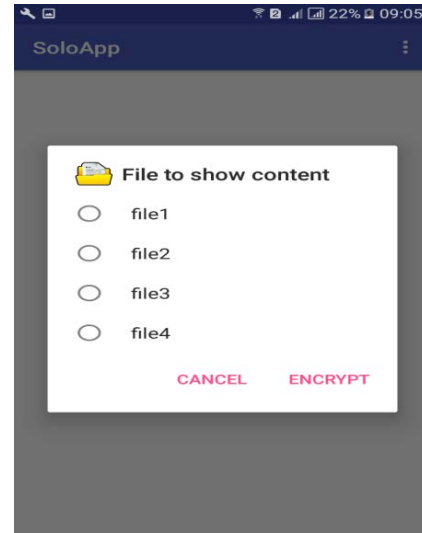 22% 09:05
SoloApp
File to show content
file1
file2
file3
file4
CANCEL ENCRYPT